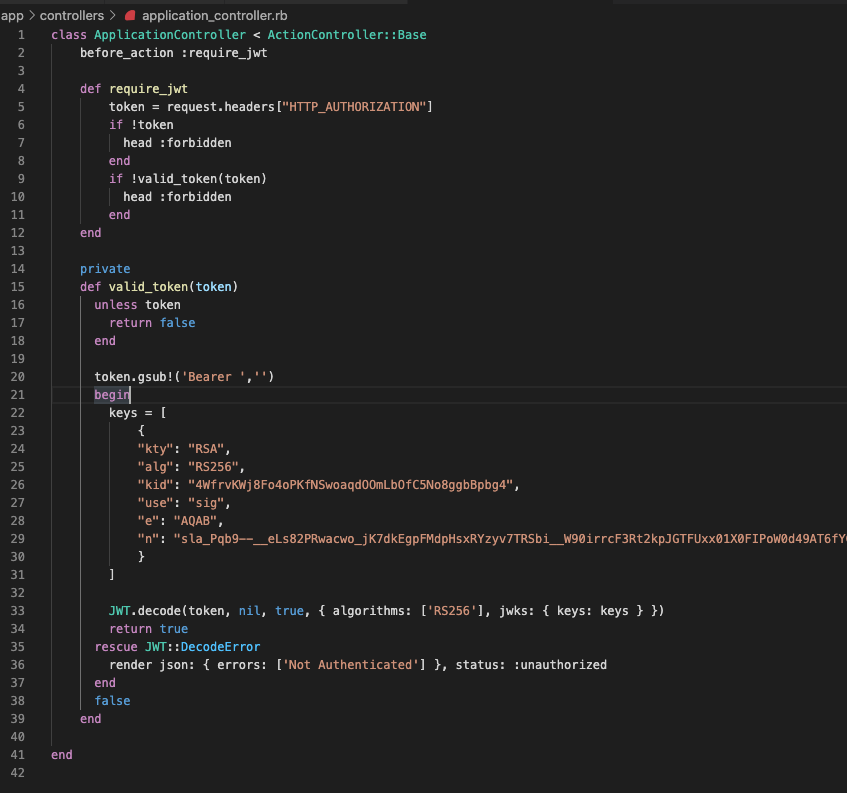 app > controllers > application_controller.rb
1 class ApplicationController < ActionController::Base
2     before_action :require_jwt
3
4     def require_jwt
5         token = request.headers["HTTP_AUTHORIZATION"]
6         if !token
7           head :forbidden
8         end
9         if !valid_token(token)
10           head :forbidden
11         end
12     end
13
14     private
15     def valid_token(token)
16       unless token
17         return false
18       end
19
20       token.gsub!('Bearer ','')
21       begin
22         keys = [
23             {
24             "kty": "RSA",
25             "alg": "RS256",
26             "kid": "4WfrvKWj8Fo4oPKfNSwoaqdOOmLbOfC5No8ggbBpbg4",
27             "use": "sig",
28             "e": "AQAB",
29             "n": "sla_Pqb9--__eLs82PRwacwo_jK7dkEgpFMdpHsxRYzyv7TRSbi__W90irrcF3Rt2kpJGTFUxx01X0FIPoW0d49AT6fY
30             }
31         ]
32
33         JWT.decode(token, nil, true, { algorithms: ['RS256'], jwks: { keys: keys } })
34         return true
35       rescue JWT::DecodeError
36         render json: { errors: ['Not Authenticated'] }, status: :unauthorized
37       end
38       false
39     end
40
41 end
42